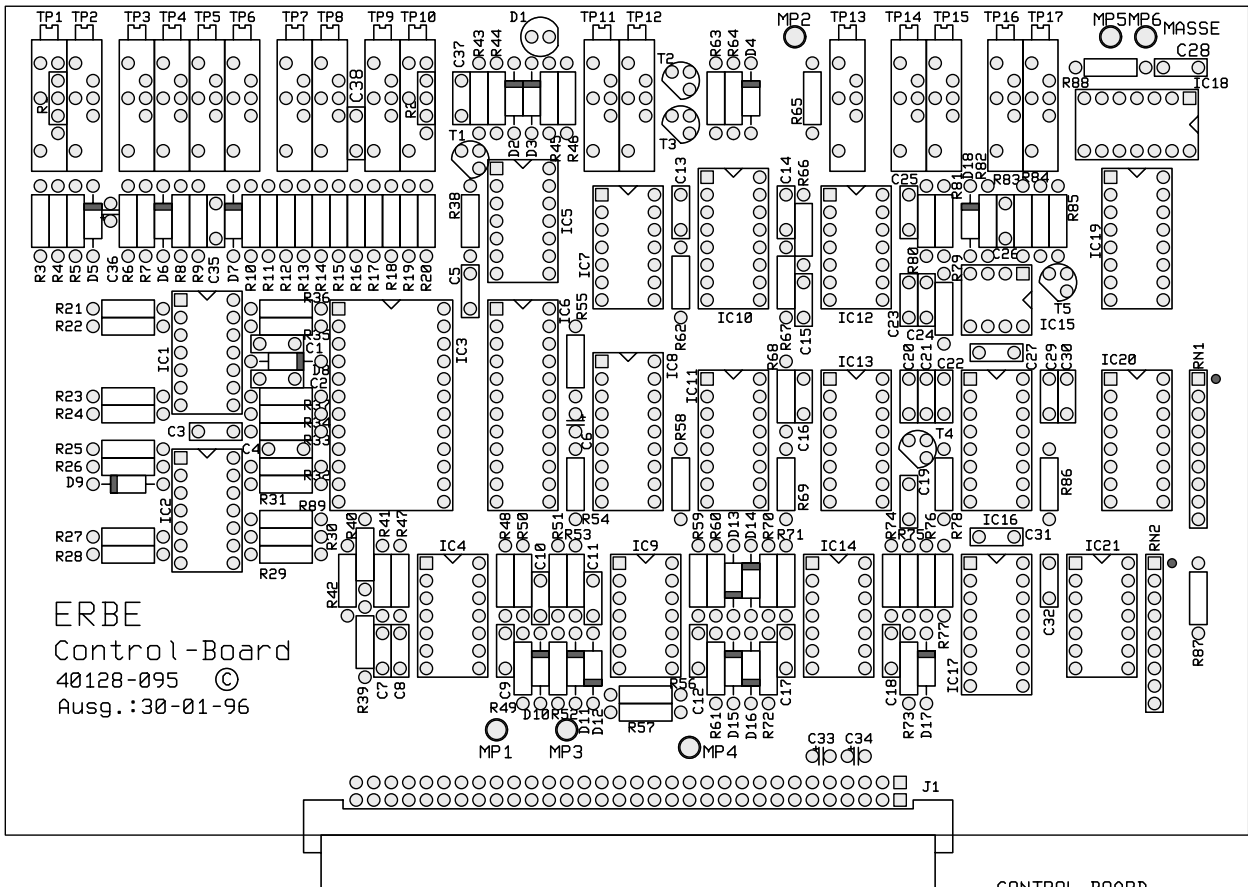 TP1 TP2 TP3 TP4 TP5 TP6 TP7 TP8 TP9 TP10 D1 TP11 TP12 MP2 TP13 TP14 TP15 TP16 TP17 MP5 MP6 MASSE
C37 R43 R44 T2 R63 R64 D4 C28
R88 IC18
C38 R65
T1 D2 D3 R45 R46 T3
R38 C13 C14 R66 C25 R81 D18 R82 R83 R84 R85
IC5 IC7 IC19
R3 R4 R5 D5 C36 R6 R7 D6 R8 R9 C35 D7 R10 R11 R12 R13 R14 R15 R16 R17 R18 R19 R20 C5 R80 R79 C26
R21 R36 IC6 R55 IC10 IC12 T5
R22 R35 R62 R67 C15 C23 C24 IC15
IC1 C1 IC3 IC8 R68 IC13 C20 C21 C22 C27 C29 C30 IC20 RN1
D8 C2 IC11
R23 R37
R24 R34
C3 R33 C6 R58 C16 T4
R25 C4
R26 R32 C19 R86
D9 R31 R69
IC2 R89 R54
R27 R30 R40 R41 R47 R48 R50 R51 R53 R59 R60 D13 D14 R70 R71 R74 R75 R76 R78 IC16 C31 RN2
R28 IC4 C10 C11 IC9 IC14 IC21
R29 R42
ERBE C32
Control-Board R77 R87
40128-095 © R39 C7 C8 C9 R56 C12 C17 C18 IC17
Ausg.:30-01-96 R49 D10 R52 D11 D12 R57 R61 D15 D16 R72 R73 D17
MP1 MP3 MP4 C33 C34
J1
CONTROL BOARD